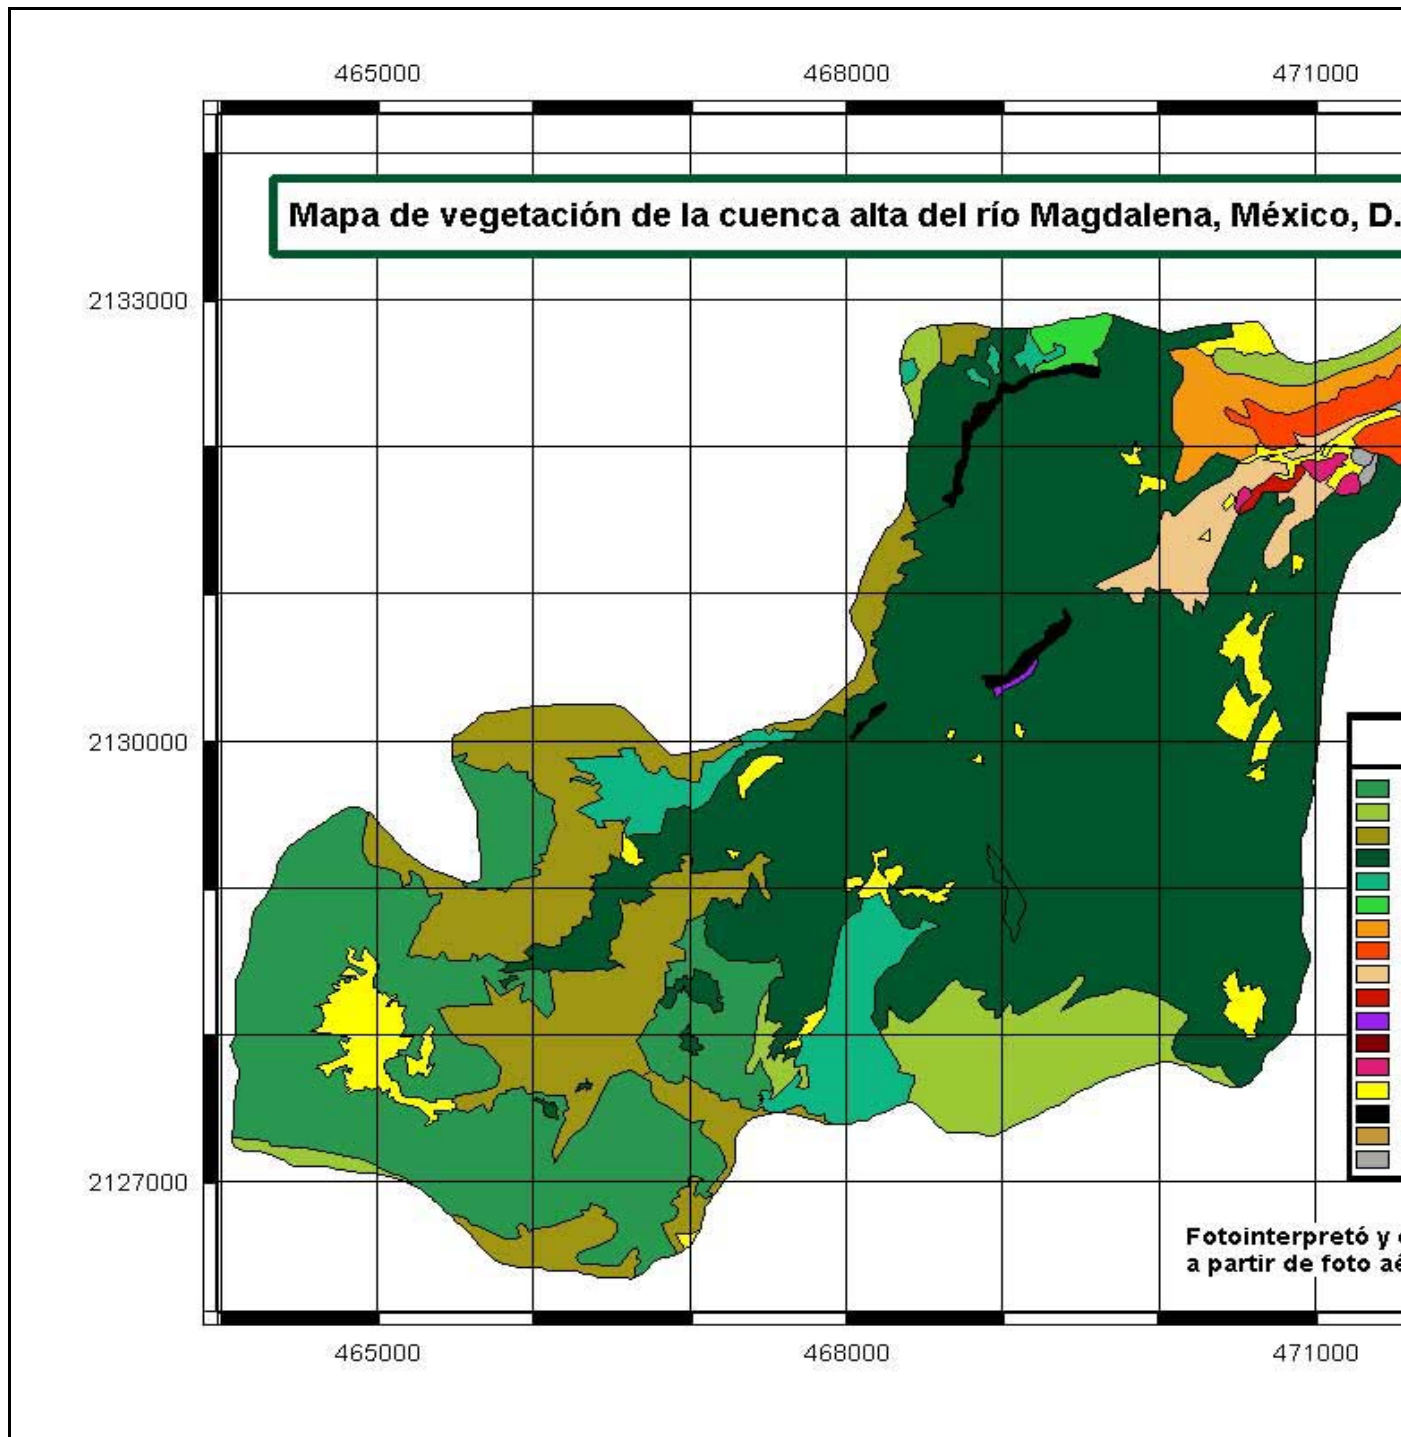 465000 468000 471000
Mapa de vegetación de la cuenca alta del río Magdalena, México, D.
2133000
2130000
2127000
Fotointerpretó y
a partir de foto
465000 468000 471000